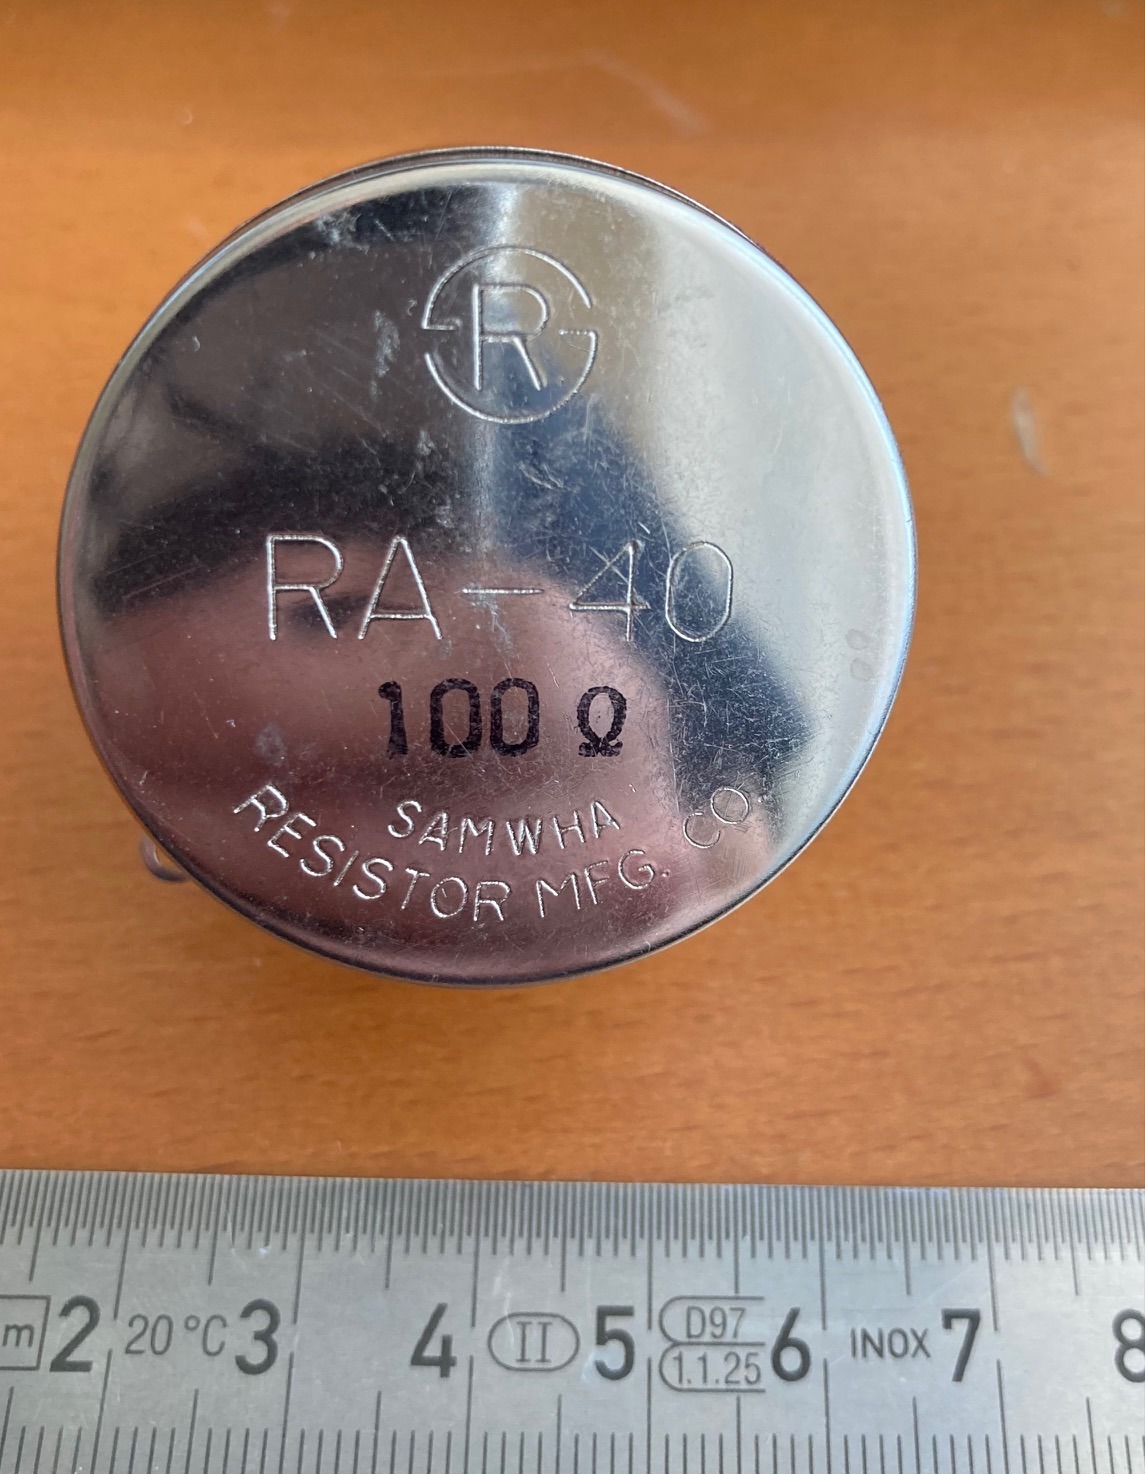 R
RA-40
100 Ω
SAMWHA
RESISTOR MFG. CO.
m 2 20°C 3 4 II 5 D97 6 INOX 7 8
1.1.25